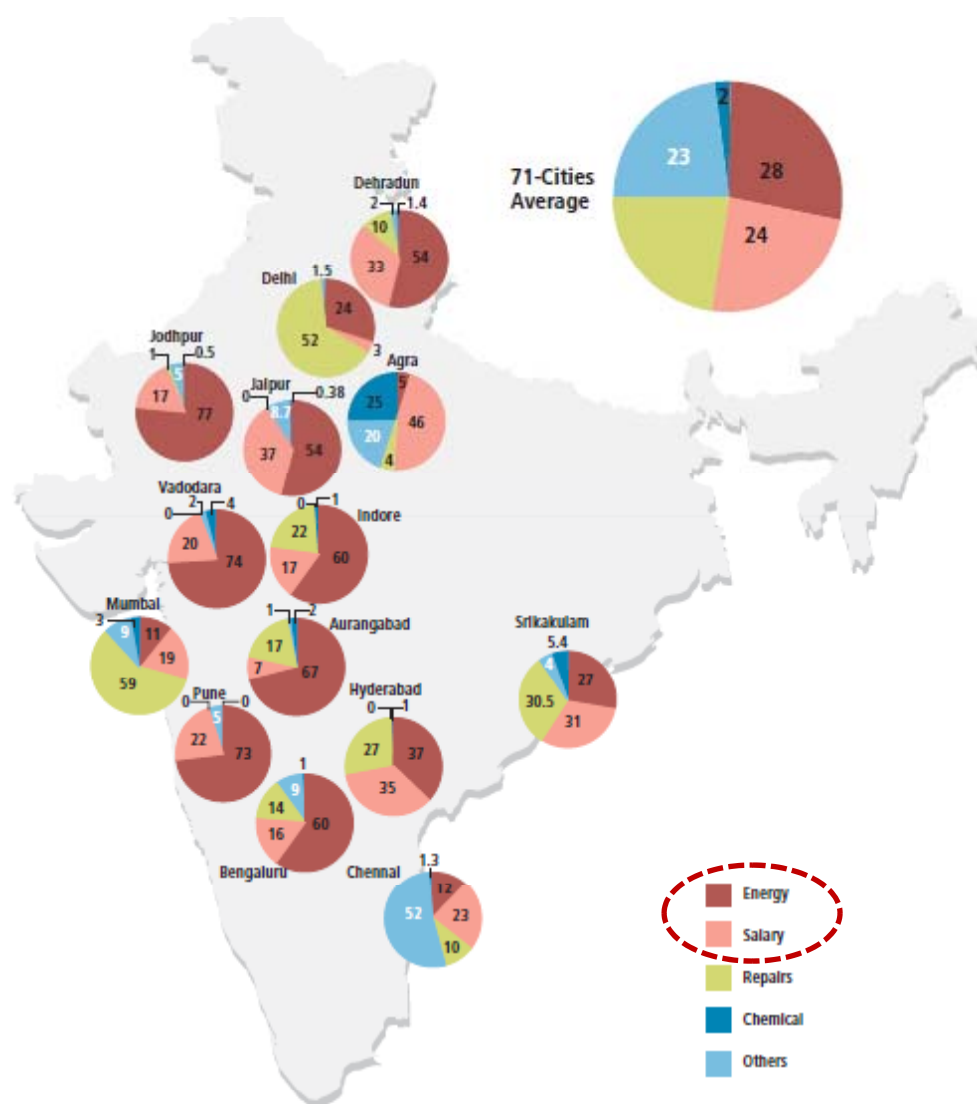 2
23
28
71-Cities
Average
24
Dehradun
2 1.4
10
54
33
Delhi
1.5
24
52
3
Jodhpur
1 0.5
5
17
77
Jaipur
0 0.38
8.7
37 54
Agra
5
25
46
20
4
Vadodara
2 4
0
20
74
0 1
Indore
22
60
17
Mumbai
3
9 11
19
59
1 2
Aurangabad
17
7 67
Srikakulam
5.4
4
27
30.5
31
Pune
0 0
5
22
73
Hyderabad
0 1
27 37
35
1
9
14
60
16
Bengaluru
Chennai
1.3
12
52
23
10
Energy
Salary
Repairs
Chemical
Others